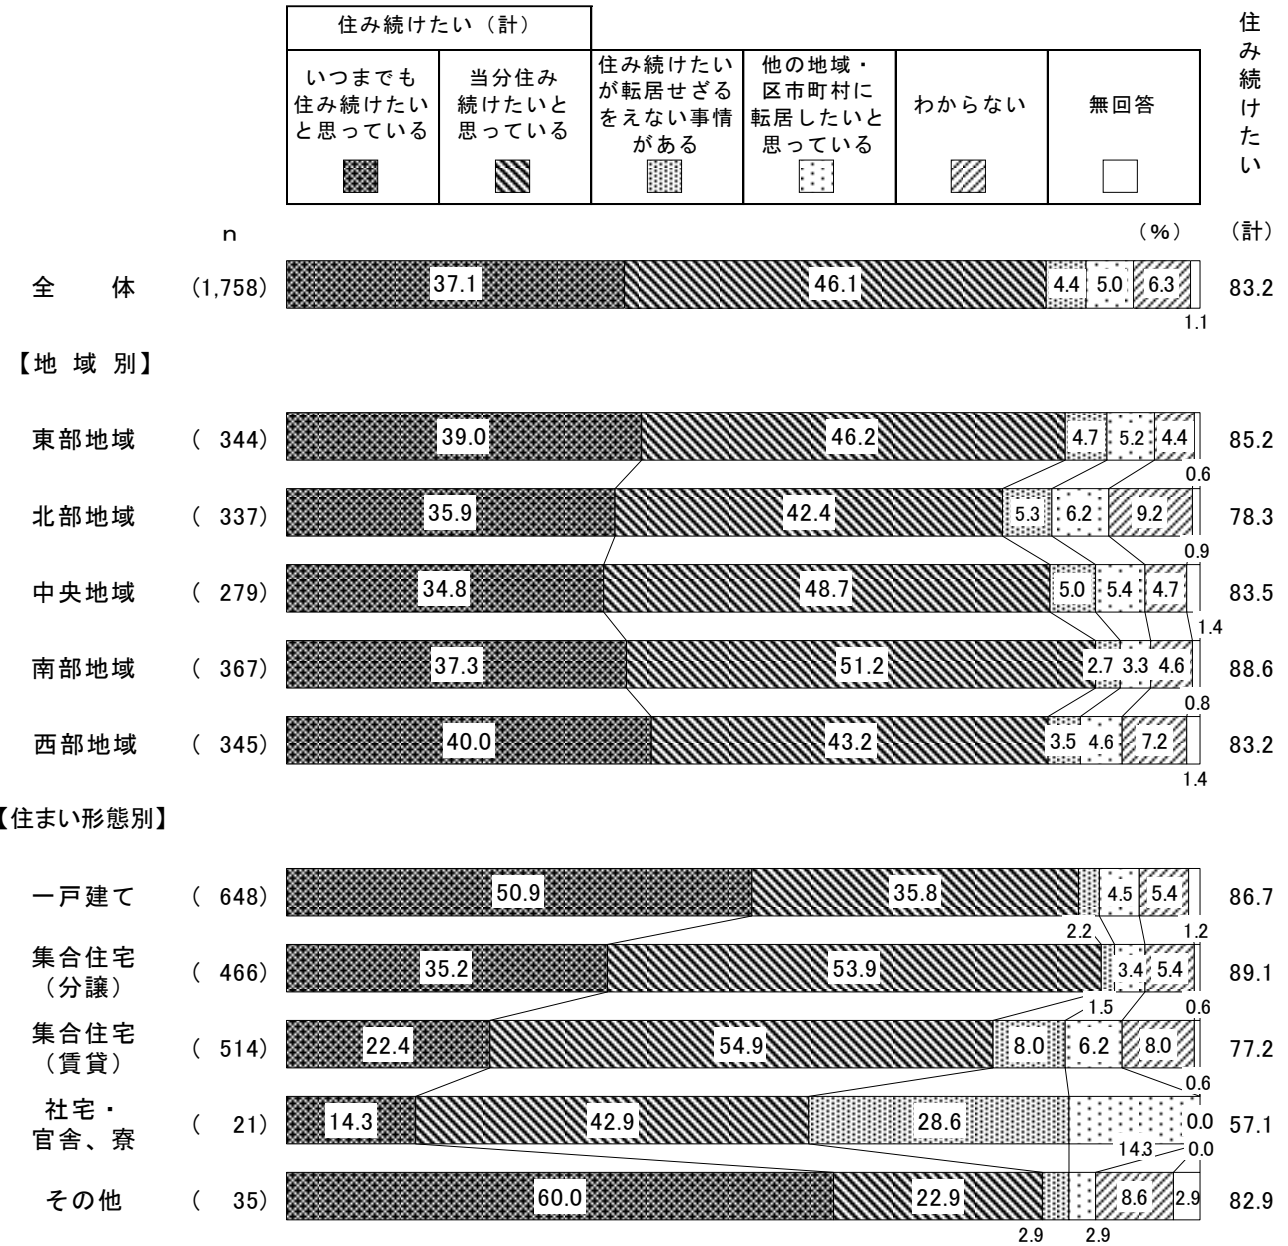 住み続けたい（計）
いつまでも
住み続けたい
と思っている
当分住み
続けたいと
思っている
住み続けたい
が転居せざる
をえない事情
がある
他の地域・
区市町村に
転居したいと
思っている
わからない
無回答
住み続けたい
（計）
n
（％）
全　体 (1,758) 37.1 46.1 4.4 5.0 6.3 83.2
1.1
【地 域 別】
東部地域 ( 344) 39.0 46.2 4.7 5.2 4.4 85.2
0.6
北部地域 ( 337) 35.9 42.4 5.3 6.2 9.2 78.3
0.9
中央地域 ( 279) 34.8 48.7 5.0 5.4 4.7 83.5
1.4
南部地域 ( 367) 37.3 51.2 2.7 3.3 4.6 88.6
0.8
西部地域 ( 345) 40.0 43.2 3.5 4.6 7.2 83.2
1.4
【住まい形態別】
一戸建て ( 648) 50.9 35.8 4.5 5.4 86.7
2.2 1.2
集合住宅
（分譲） ( 466) 35.2 53.9 3.4 5.4 89.1
1.5 0.6
集合住宅
（賃貸） ( 514) 22.4 54.9 8.0 6.2 8.0 77.2
0.6
社宅・
官舎、寮 ( 21) 14.3 42.9 28.6 0.0 57.1
14.3 0.0
その他 ( 35) 60.0 22.9 8.6 2.9 82.9
2.9 2.9